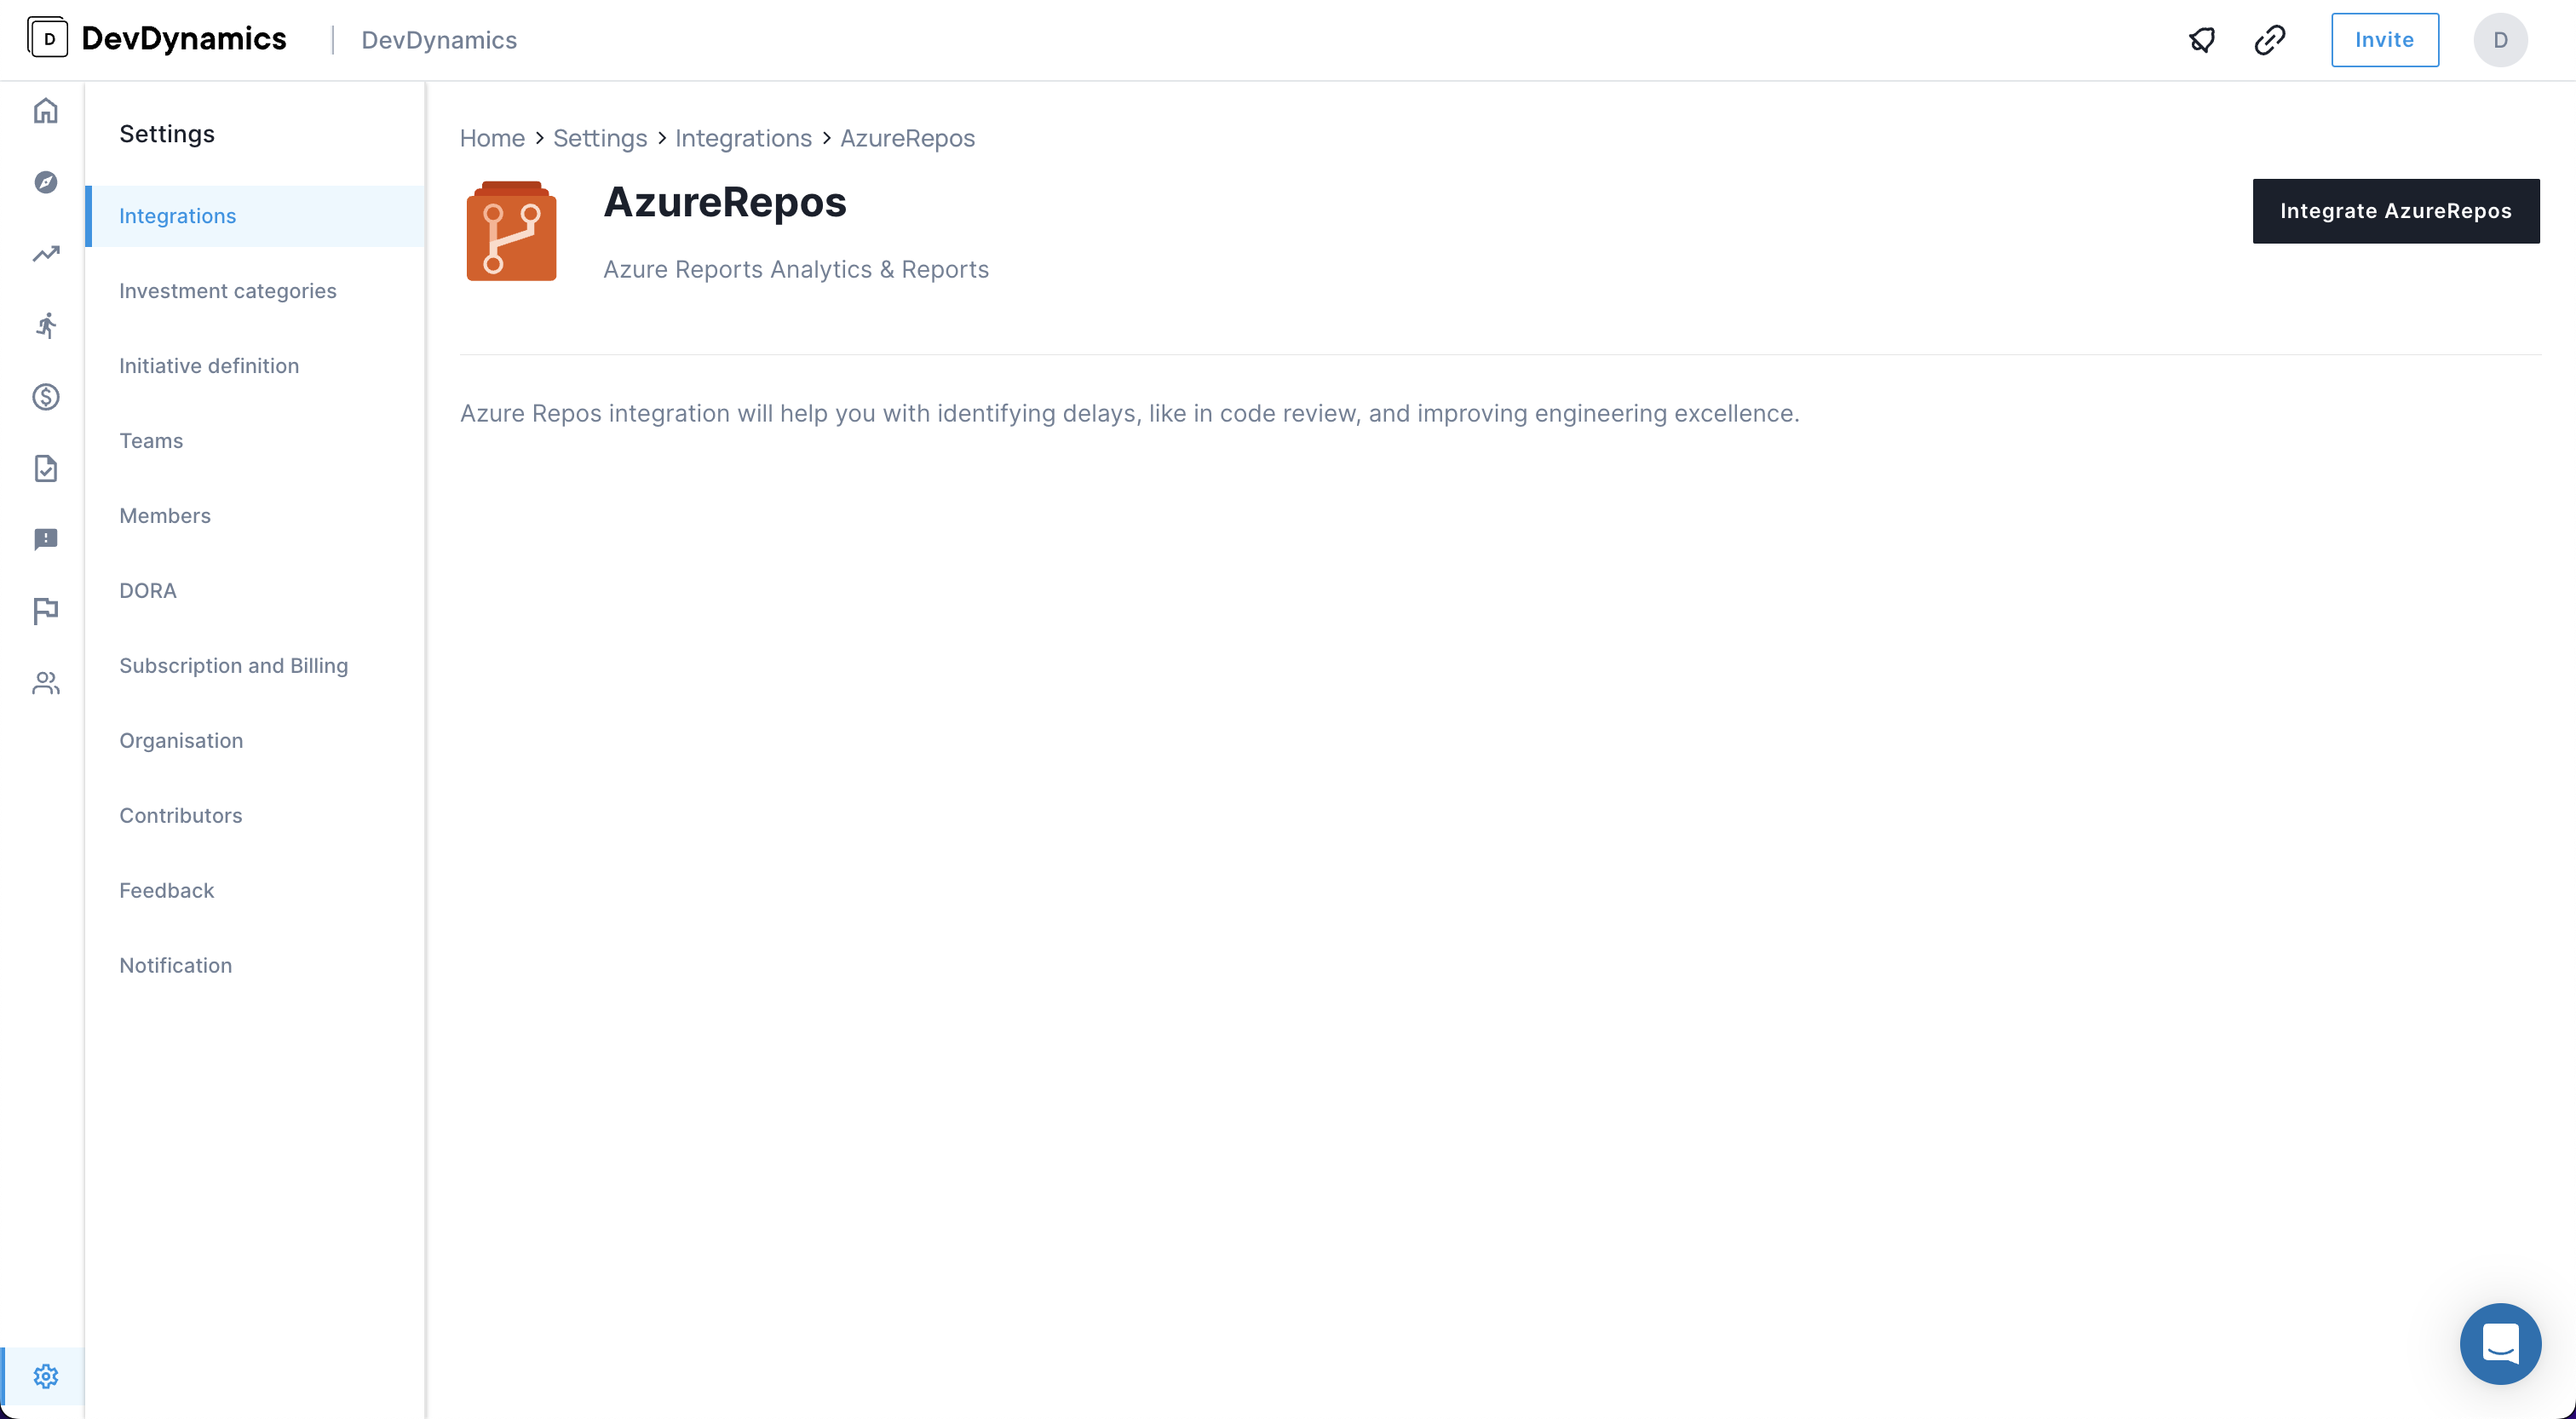 D DevDynamics | DevDynamics
Invite
D
Settings
Integrations
Investment categories
Initiative definition
Teams
Members
DORA
Subscription and Billing
Organisation
Contributors
Feedback
Notification
Home > Settings > Integrations > AzureRepos
AzureRepos
Azure Reports Analytics & Reports
Integrate AzureRepos
Azure Repos integration will help you with identifying delays, like in code review, and improving engineering excellence.